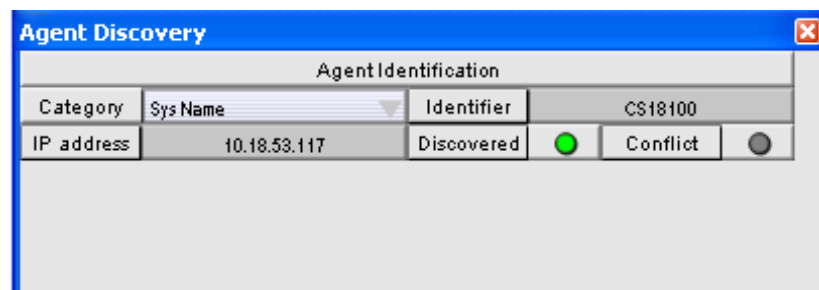 Agent Discovery
Agent Identification
Category Sys Name Identifier CS18100
IP address 10.18.53.117 Discovered Conflict